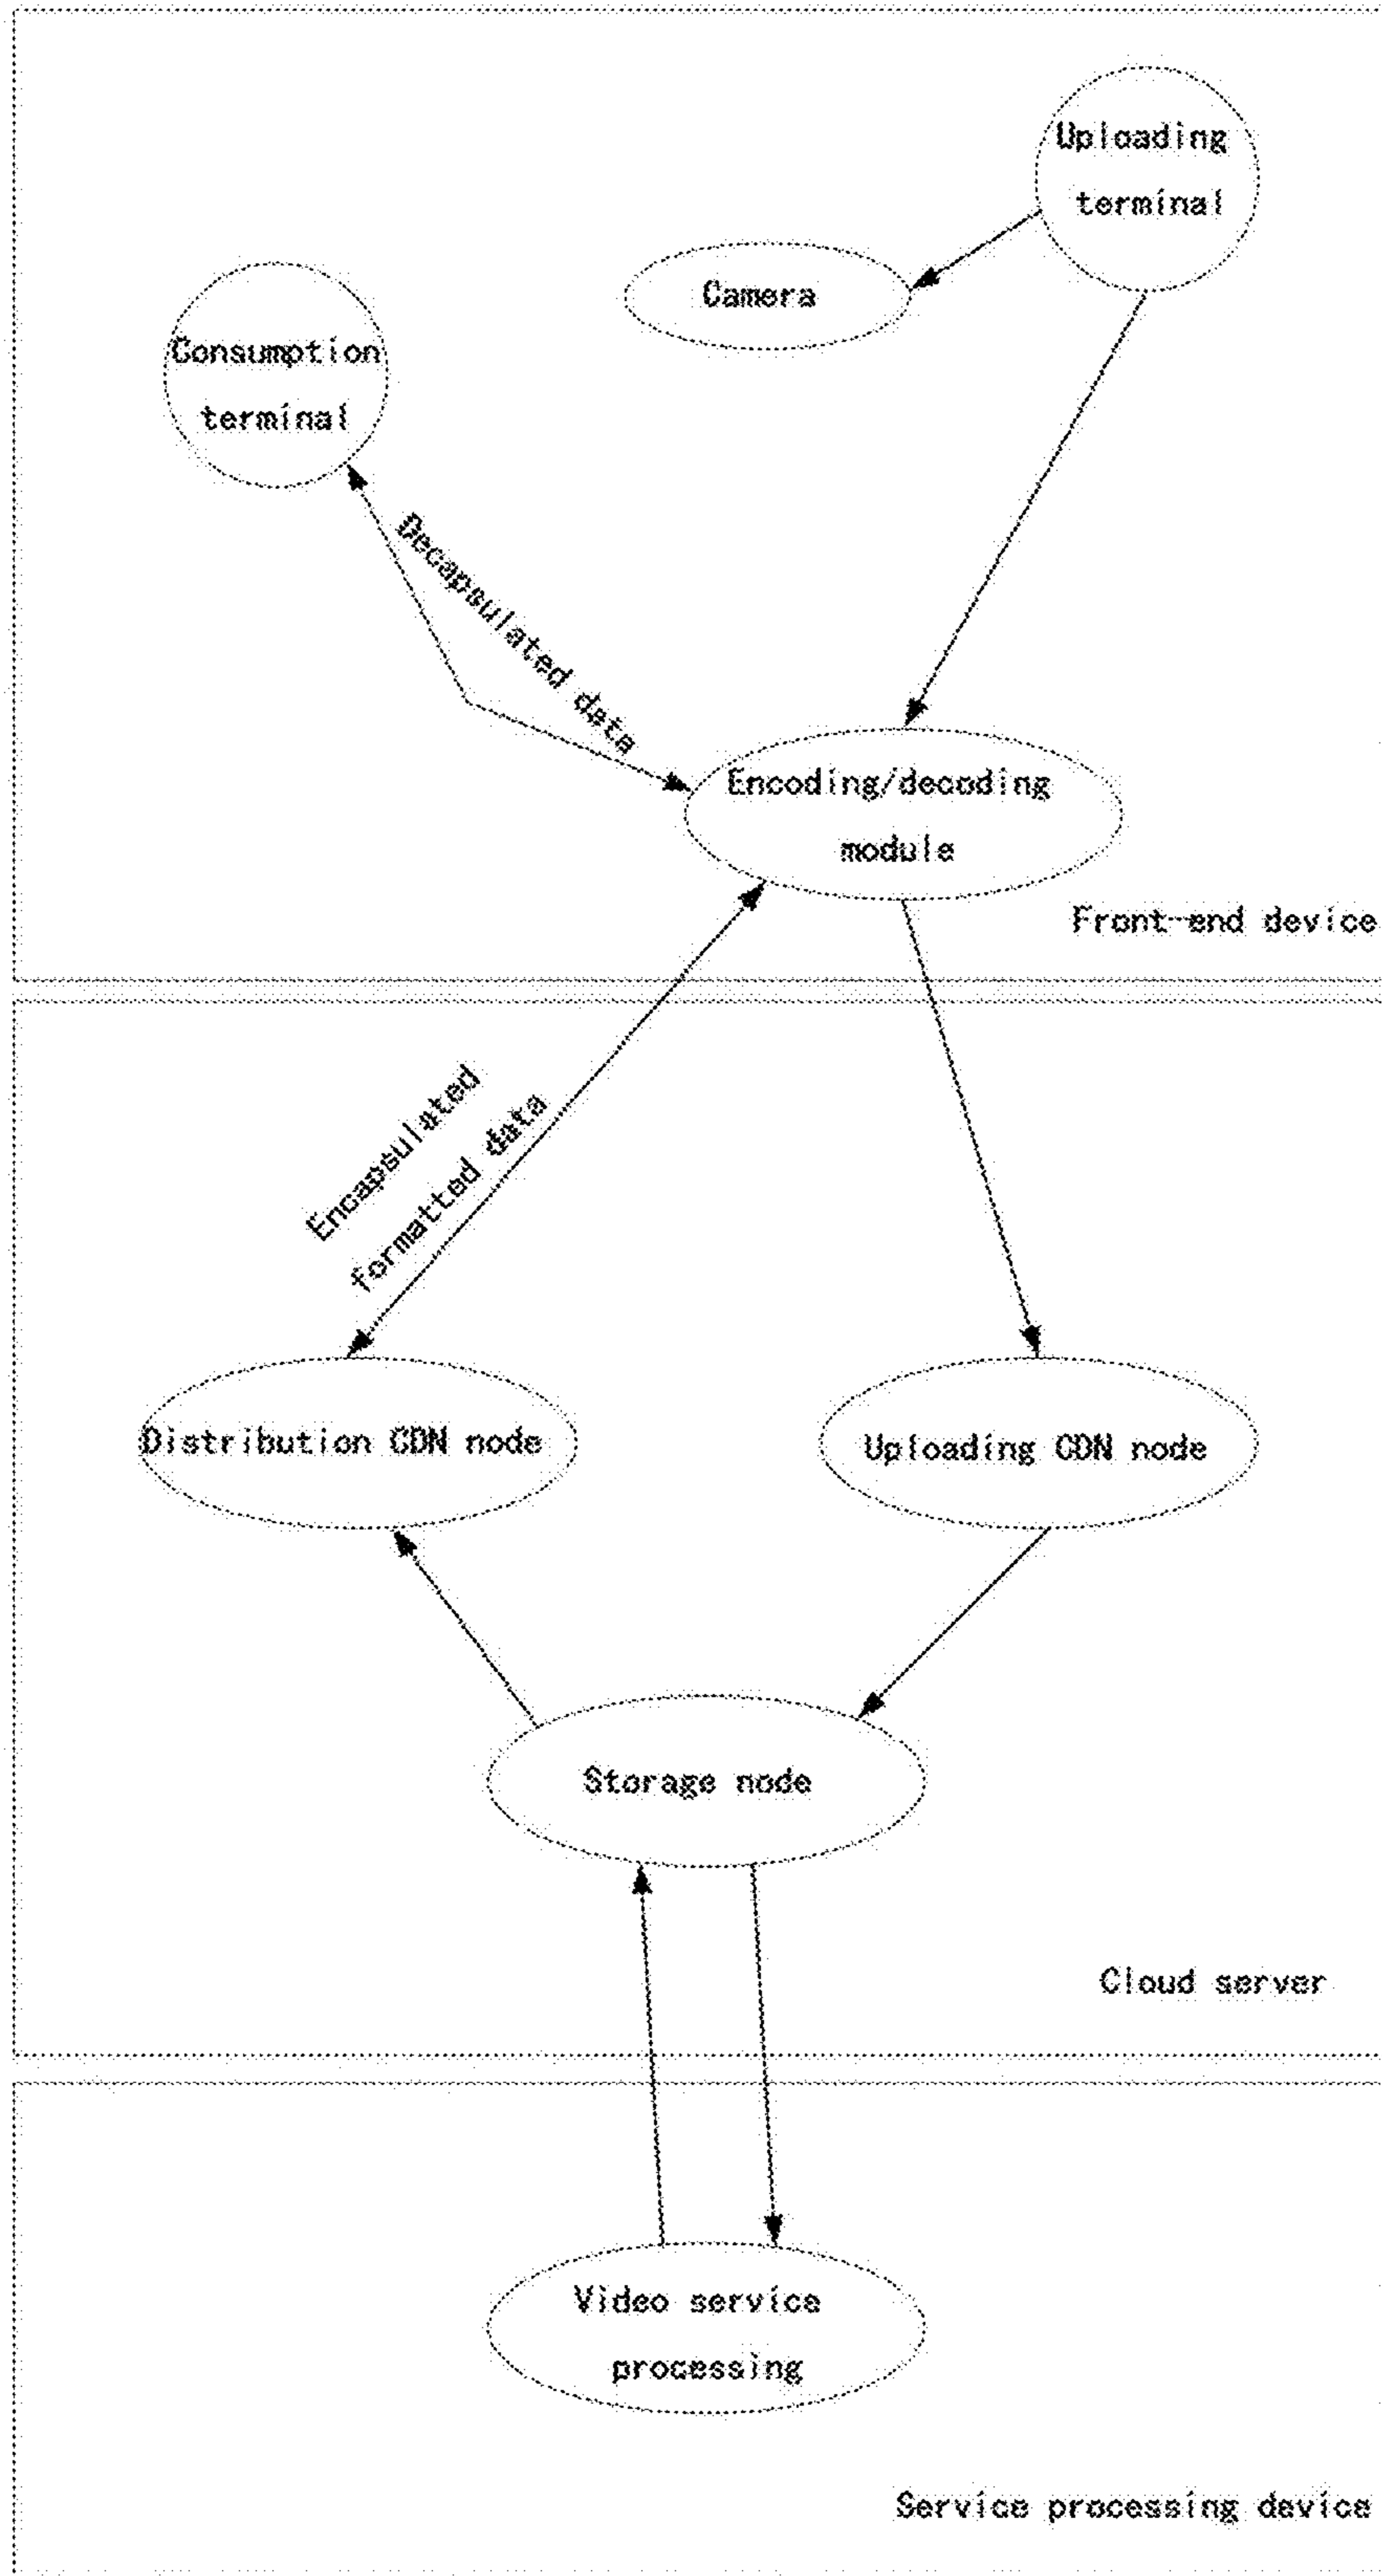 Uploading
terminal
Camera
Consumption
terminal
Decapsulated data
Encoding/decoding
module
Front-end device
Encapsulated
formatted data
Distribution CDN node
Uploading CDN node
Storage node
Cloud server
Video service
processing
Service processing device